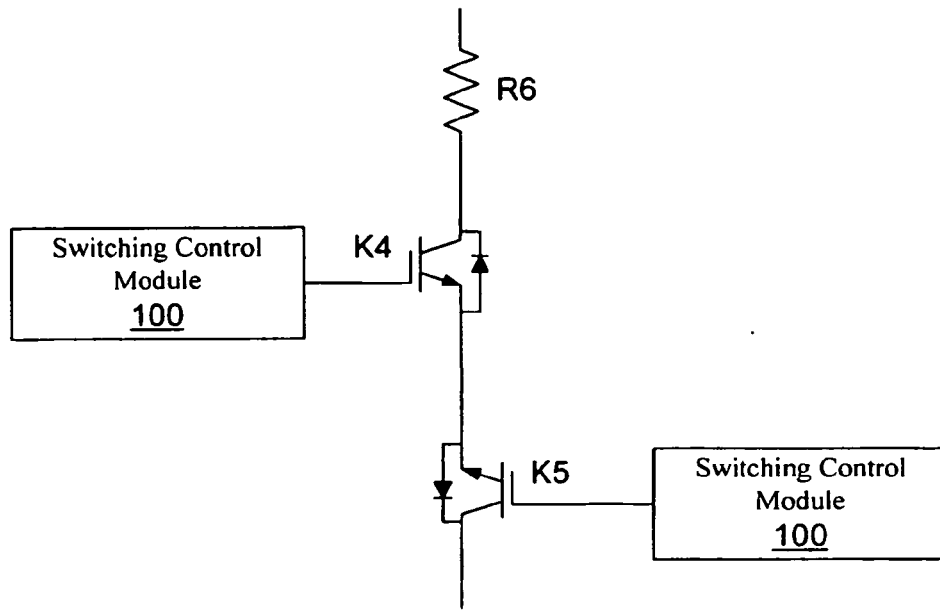 R6
K4
Switching Control
Module
100
K5
Switching Control
Module
100